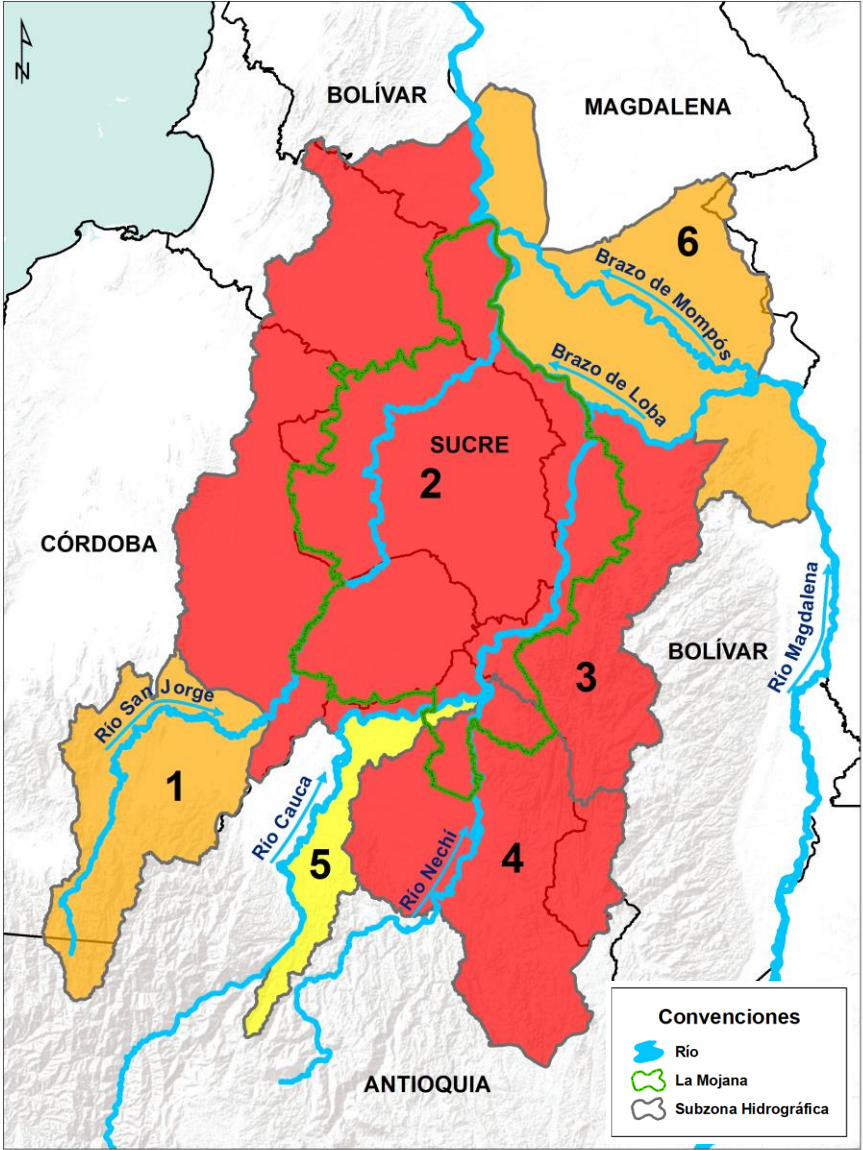 N
BOLÍVAR
MAGDALENA
6
Brazo de Mompós
Brazo de Loba
SUCRE
2
CÓRDOBA
Río Magdalena
BOLÍVAR
3
Río San Jorge
1
Río Cauca
5
Río Nechí
4
ANTIOQUIA
Convenciones
Río
La Mojana
Subzona Hidrográfica